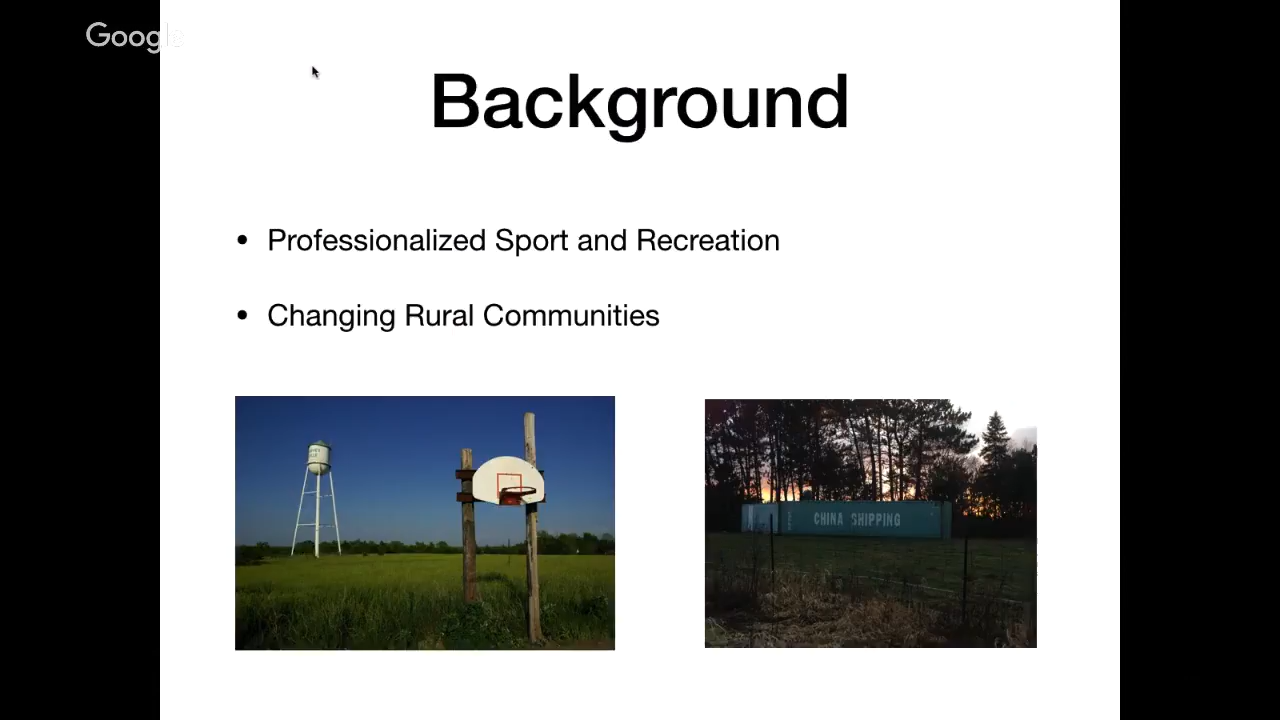 Google
Background
• Professionalized Sport and Recreation
• Changing Rural Communities
CHINA SHIPPING